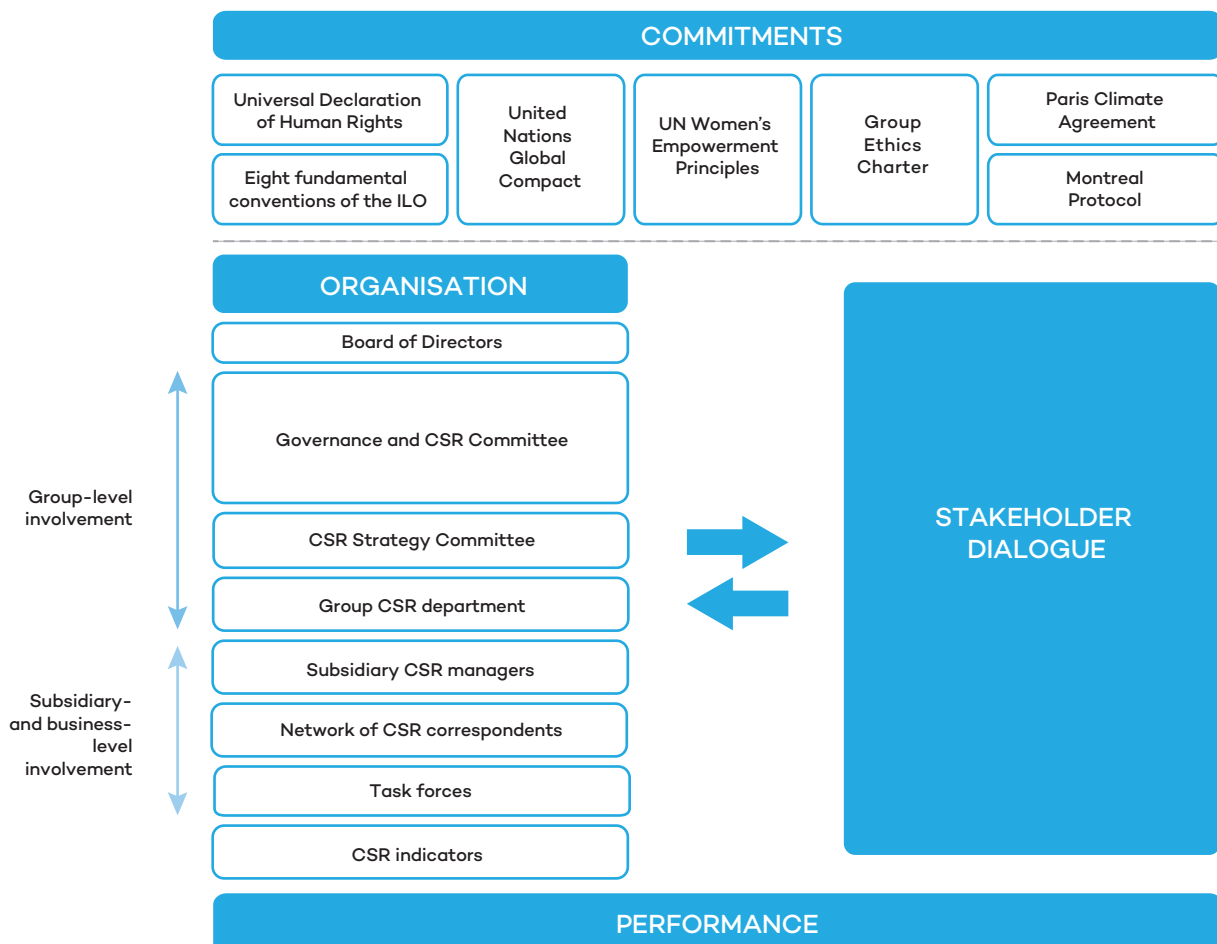 COMMITMENTS
Universal Declaration
of Human Rights
Eight fundamental
conventions of the ILO
United
Nations
Global
Compact
UN Women's
Empowerment
Principles
Group
Ethics
Charter
Paris Climate
Agreement
Montreal
Protocol
ORGANISATION
Board of Directors
Group-level
involvement
Governance and CSR Committee
CSR Strategy Committee
Group CSR department
Subsidiary-
and business-
level
involvement
Subsidiary CSR managers
Network of CSR correspondents
Task forces
CSR indicators
STAKEHOLDER
DIALOGUE
PERFORMANCE